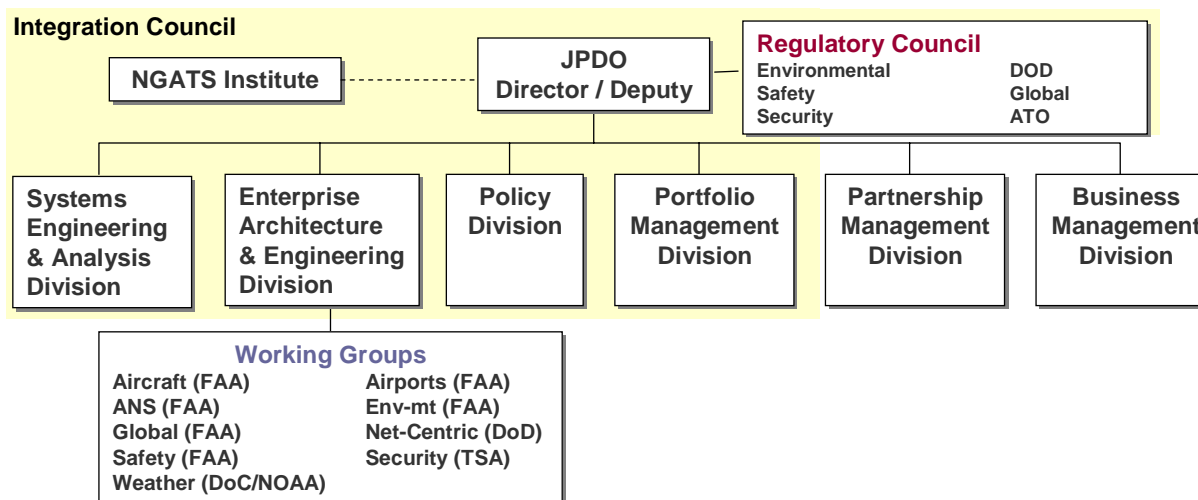 Integration Council
NGATS Institute
JPDO
Director / Deputy
Regulatory Council
Environmental
Safety
Security
DOD
Global
ATO
Systems
Engineering
& Analysis
Division
Enterprise
Architecture
& Engineering
Division
Policy
Division
Portfolio
Management
Division
Partnership
Management
Division
Business
Management
Division
Working Groups
Aircraft (FAA)
ANS (FAA)
Global (FAA)
Safety (FAA)
Weather (DoC/NOAA)
Airports (FAA)
Env-mt (FAA)
Net-Centric (DoD)
Security (TSA)